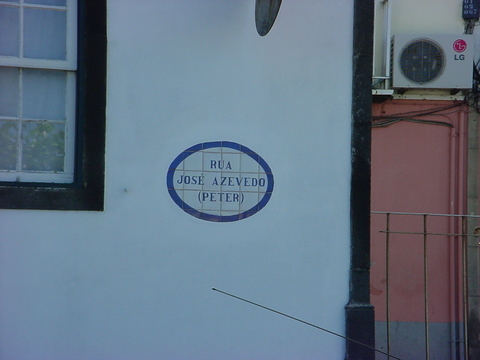 RUA
JOSÉ AZEVEDO
(PETER)
LG